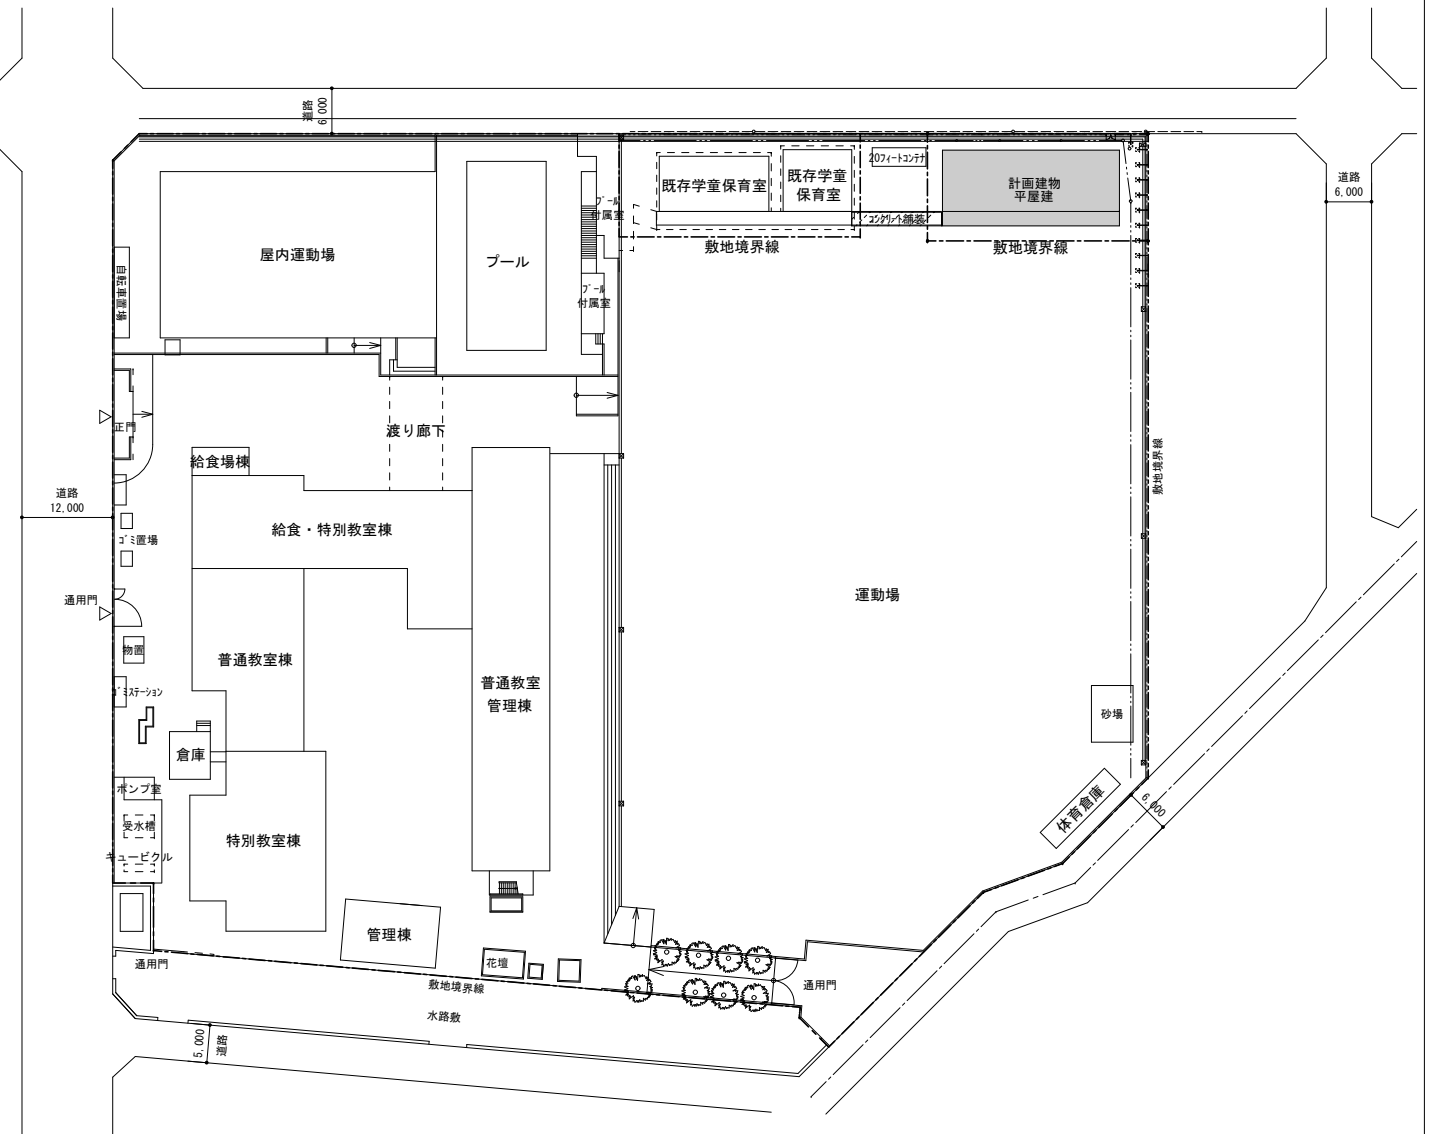 道路
6,000
20フィートコンテナ
既存学童保育室
既存学童
保育室
計画建物
平屋建
道路
6,000
プール
付属室
コンクリート舗装
敷地境界線
敷地境界線
屋内運動場
プール
自転車置場
プール
付属室
正門
渡り廊下
給食場棟
敷地境界線
道路
12,000
給食・特別教室棟
ゴミ置場
通用門
運動場
物置
普通教室棟
普通教室
管理棟
ゴミステーション
砂場
倉庫
ポンプ室
体育倉庫
6,000
受水槽
特別教室棟
キュービクル
管理棟
花壇
通用門
敷地境界線
通用門
水路敷
5,000
道路